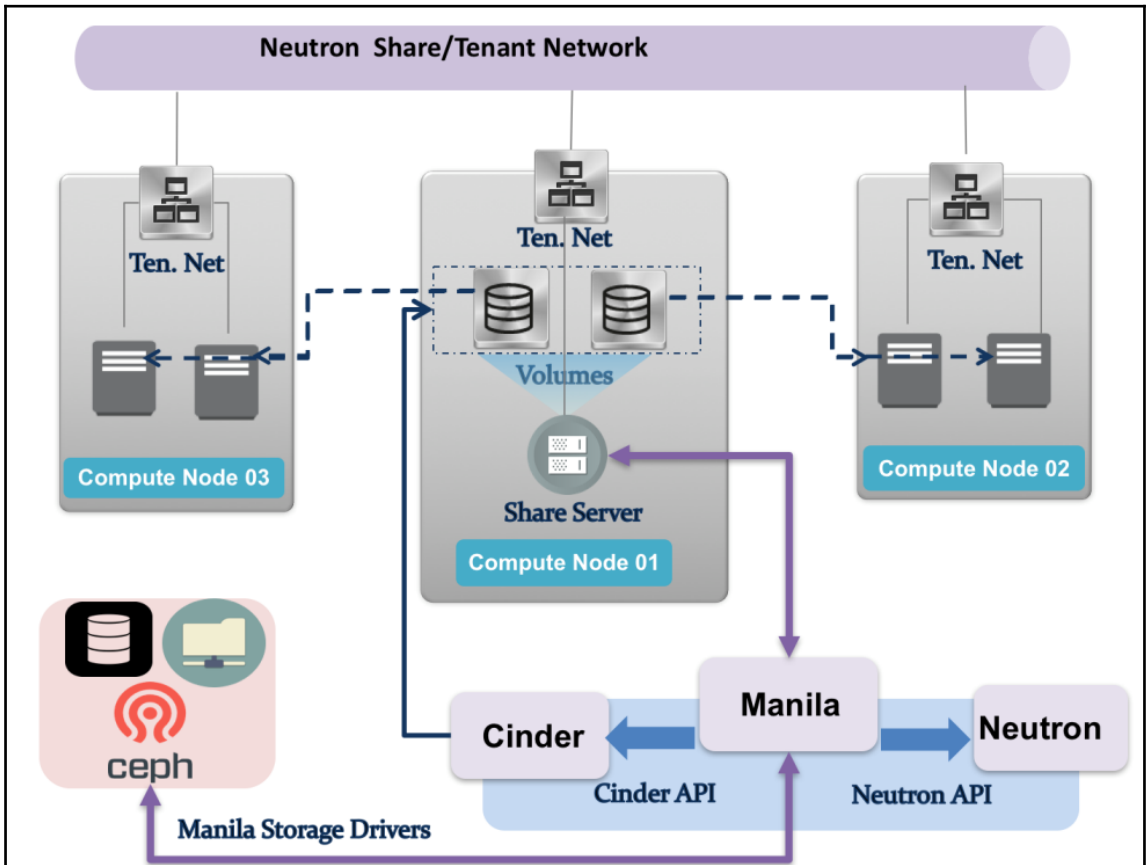 Neutron Share/Tenant Network
Ten. Net
Ten. Net
Ten. Net
Volumes
Compute Node 03
Compute Node 02
Share Server
Compute Node 01
Manila
Cinder
Neutron
ceph
Cinder API
Neutron API
Manila Storage Drivers